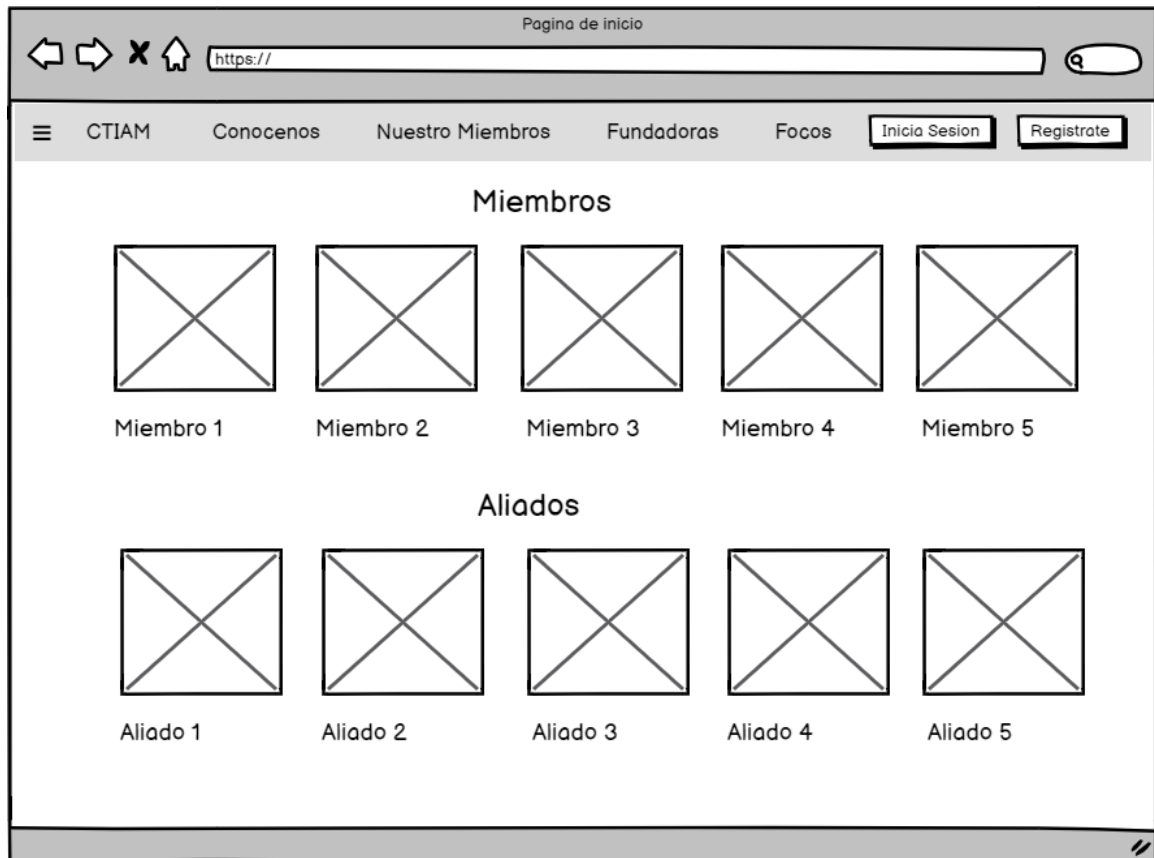 Pagina de inicio
https://
CTIAM Conocenos Nuestro Miembros Fundadoras Focos Inicia Sesion Registrate
Miembros
Miembro 1 Miembro 2 Miembro 3 Miembro 4 Miembro 5
Aliados
Aliado 1 Aliado 2 Aliado 3 Aliado 4 Aliado 5